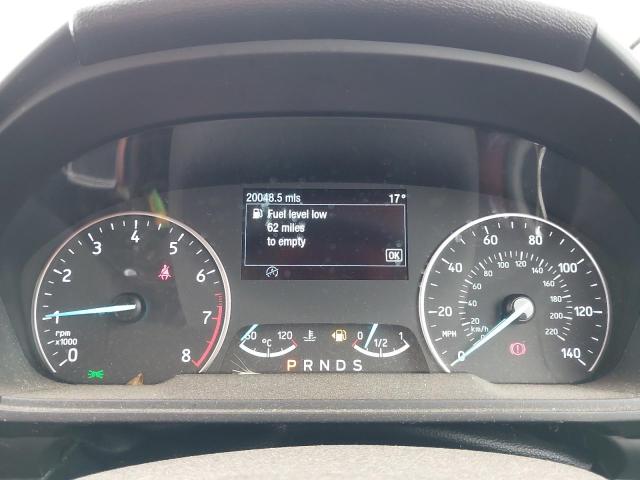 20048.5 mls 17°
Fuel level low
62 miles
to empty
OK
0 1 2 3 4 5 6 7 8
rpm
x1000
60 120
°C
0 1/2 1
P R N D S
0 20 40 60 80 100 120 140
MPH
20 40 60 80 100 120 140 160 180 200 220
km/h